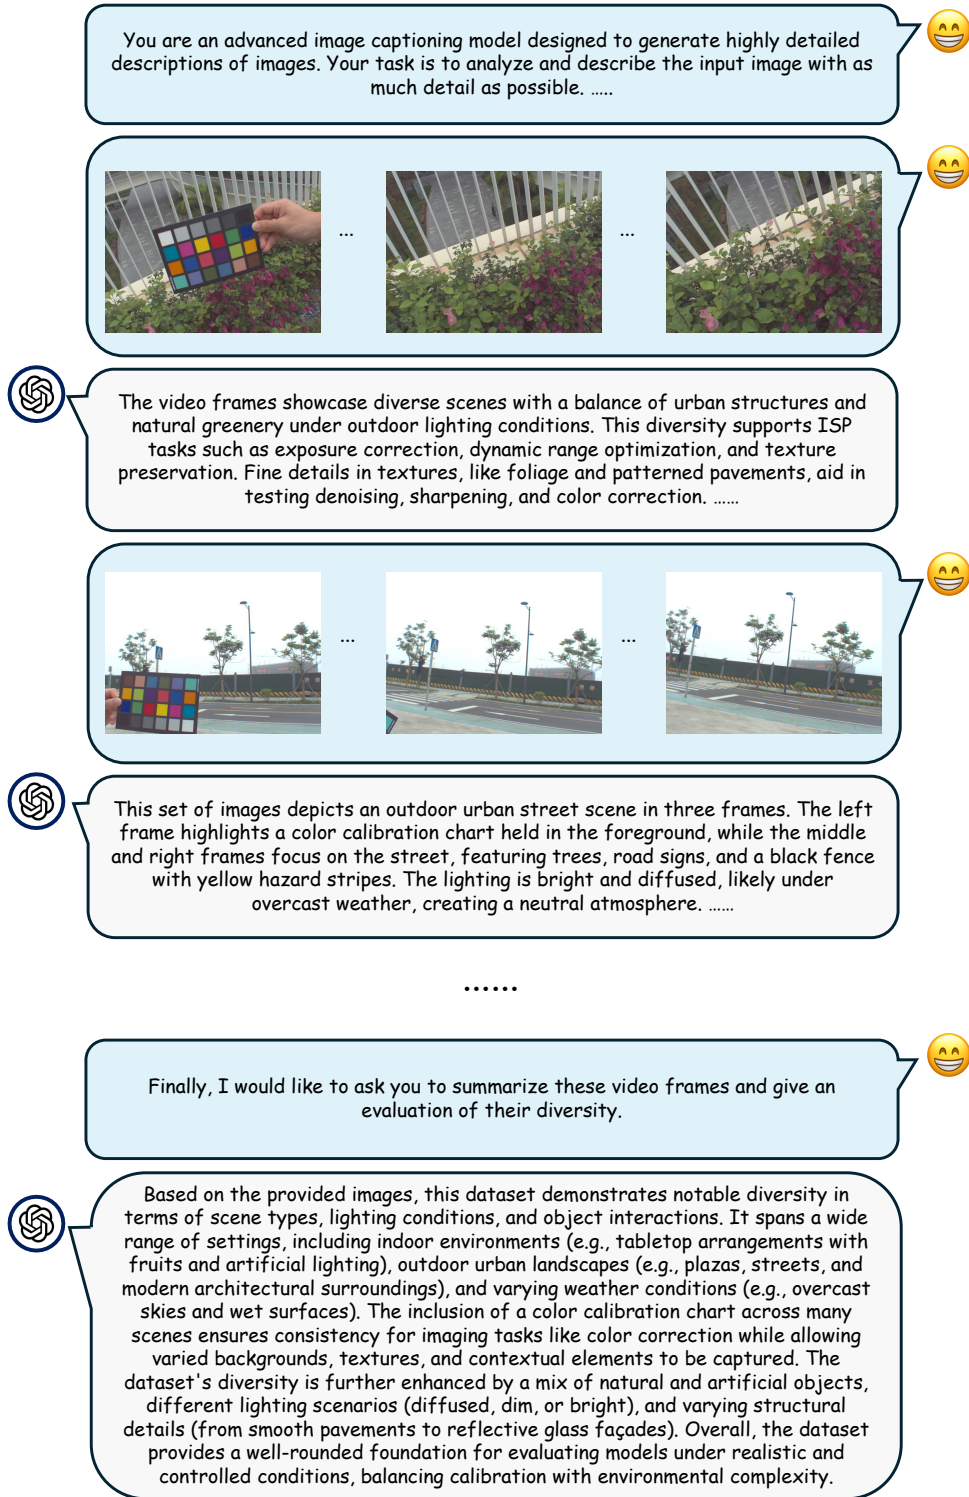 You are an advanced image captioning model designed to generate highly detailed
descriptions of images. Your task is to analyze and describe the input image with as
much detail as possible. .....
...
...
The video frames showcase diverse scenes with a balance of urban structures and
natural greenery under outdoor lighting conditions. This diversity supports ISP
tasks such as exposure correction, dynamic range optimization, and texture
preservation. Fine details in textures, like foliage and patterned pavements, aid in
testing denoising, sharpening, and color correction. ......
...
...
This set of images depicts an outdoor urban street scene in three frames. The left
frame highlights a color calibration chart held in the foreground, while the middle
and right frames focus on the street, featuring trees, road signs, and a black fence
with yellow hazard stripes. The lighting is bright and diffused, likely under
overcast weather, creating a neutral atmosphere. ......
......
Finally, I would like to ask you to summarize these video frames and give an
evaluation of their diversity.
Based on the provided images, this dataset demonstrates notable diversity in
terms of scene types, lighting conditions, and object interactions. It spans a wide
range of settings, including indoor environments (e.g., tabletop arrangements with
fruits and artificial lighting), outdoor urban landscapes (e.g., plazas, streets, and
modern architectural surroundings), and varying weather conditions (e.g., overcast
skies and wet surfaces). The inclusion of a color calibration chart across many
scenes ensures consistency for imaging tasks like color correction while allowing
varied backgrounds, textures, and contextual elements to be captured. The
dataset's diversity is further enhanced by a mix of natural and artificial objects,
different lighting scenarios (diffused, dim, or bright), and varying structural
details (from smooth pavements to reflective glass façades). Overall, the dataset
provides a well-rounded foundation for evaluating models under realistic and
controlled conditions, balancing calibration with environmental complexity.